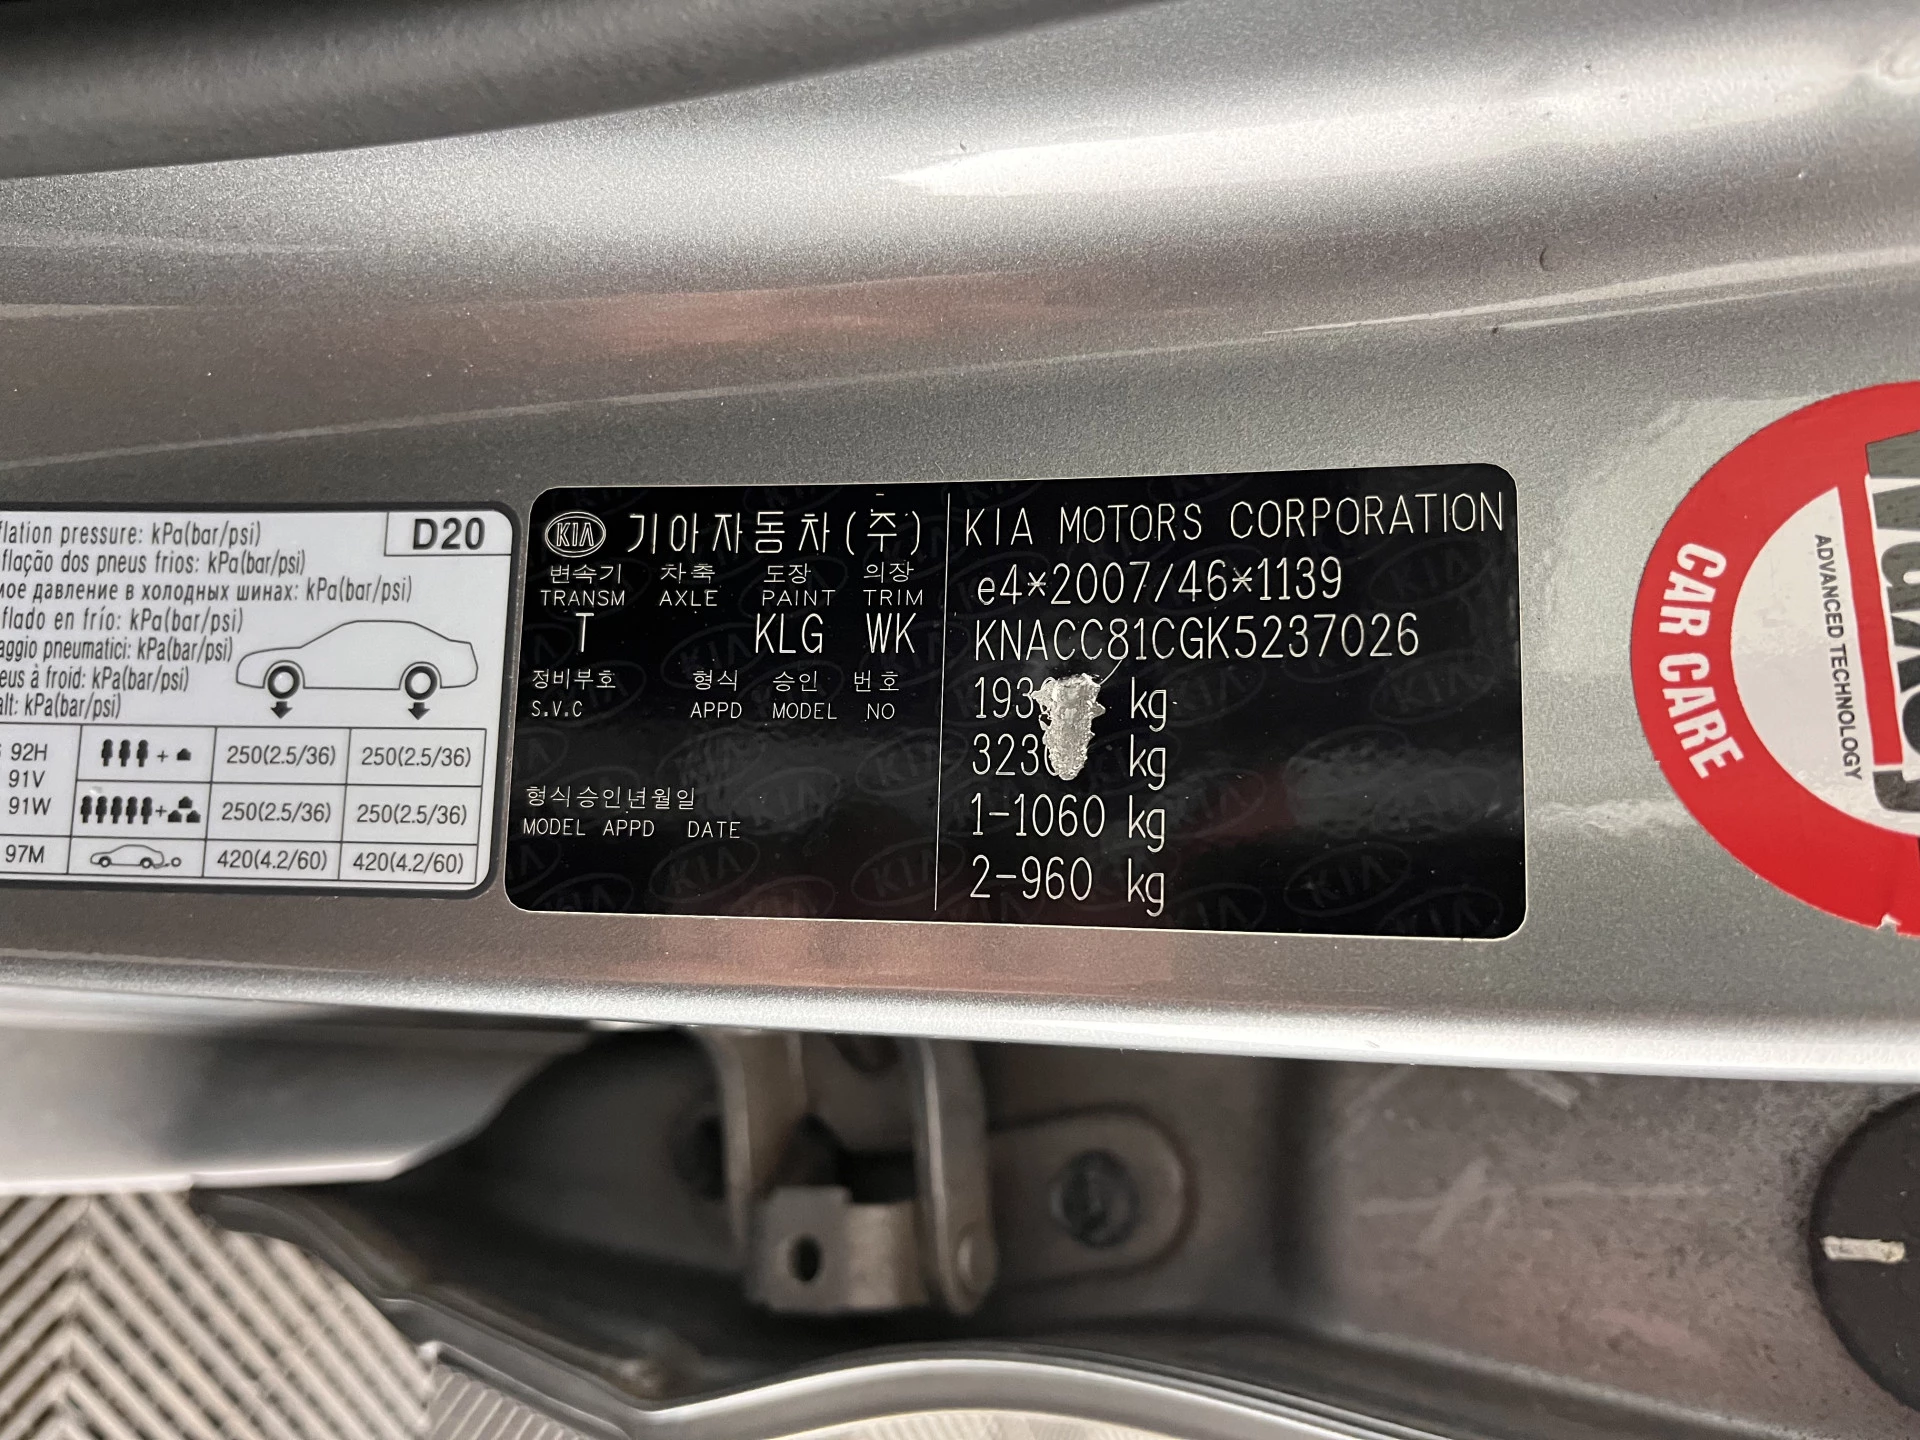 flation pressure: kPa(bar/psi)
D20
flação dos pneus frios: kPa(bar/psi)
давление в холодных шинах: kPa(bar/psi)
flado en frío: kPa(bar/psi)
aggio pneumatici: kPa(bar/psi)
eus à froid: kPa(bar/psi)
alt: kPa(bar/psi)
92H + 250(2.5/36) 250(2.5/36)
91V
91W + 250(2.5/36) 250(2.5/36)
97M 420(4.2/60) 420(4.2/60)
KIA 기아자동차(주)
변속기 차축 도장 의장
TRANSM AXLE PAINT TRIM
T KLG WK
정비부호 형식 승인 번호
S.V.C APPD MODEL NO
형식승인년월일
MODEL APPD DATE
KIA MOTORS CORPORATION
e4*2007/46*1139
KNACC81CGK5237026
kg
kg
1-1060 kg
2-960 kg
CAR CARE
ADVANCED TECHNOLOGY